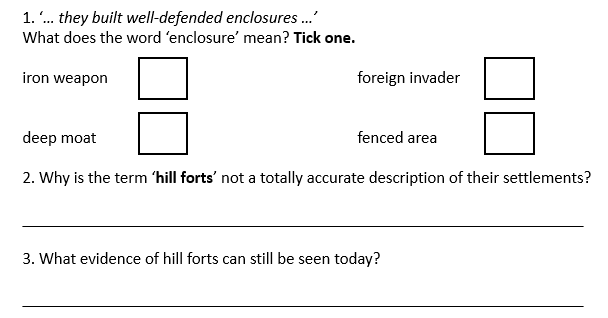 1. ‘... they built well-defended enclosures ...’
What does the word ‘enclosure’ mean? Tick one.
iron weapon foreign invader
deep moat fenced area
2. Why is the term ‘hill forts’ not a totally accurate description of their settlements?
3. What evidence of hill forts can still be seen today?